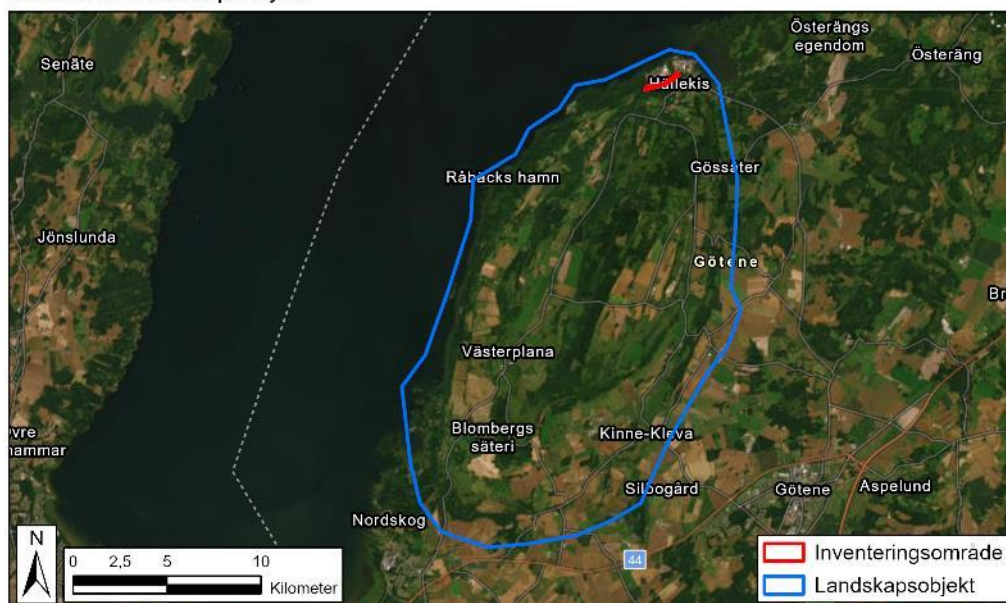 Senäte
Österängs
egendom
Österäng
Hällekis
Råbäcks hamn
Gössäter
Jönslunda
Götene
Br
Västerplana
Blombergs
säteri
Kinne-Kleva
vre
ammar
Silbogård
Götene
Aspelund
Nordskog
44
N
0 2,5 5 10
Kilometer
Inventeringsområde
Landskapsobjekt